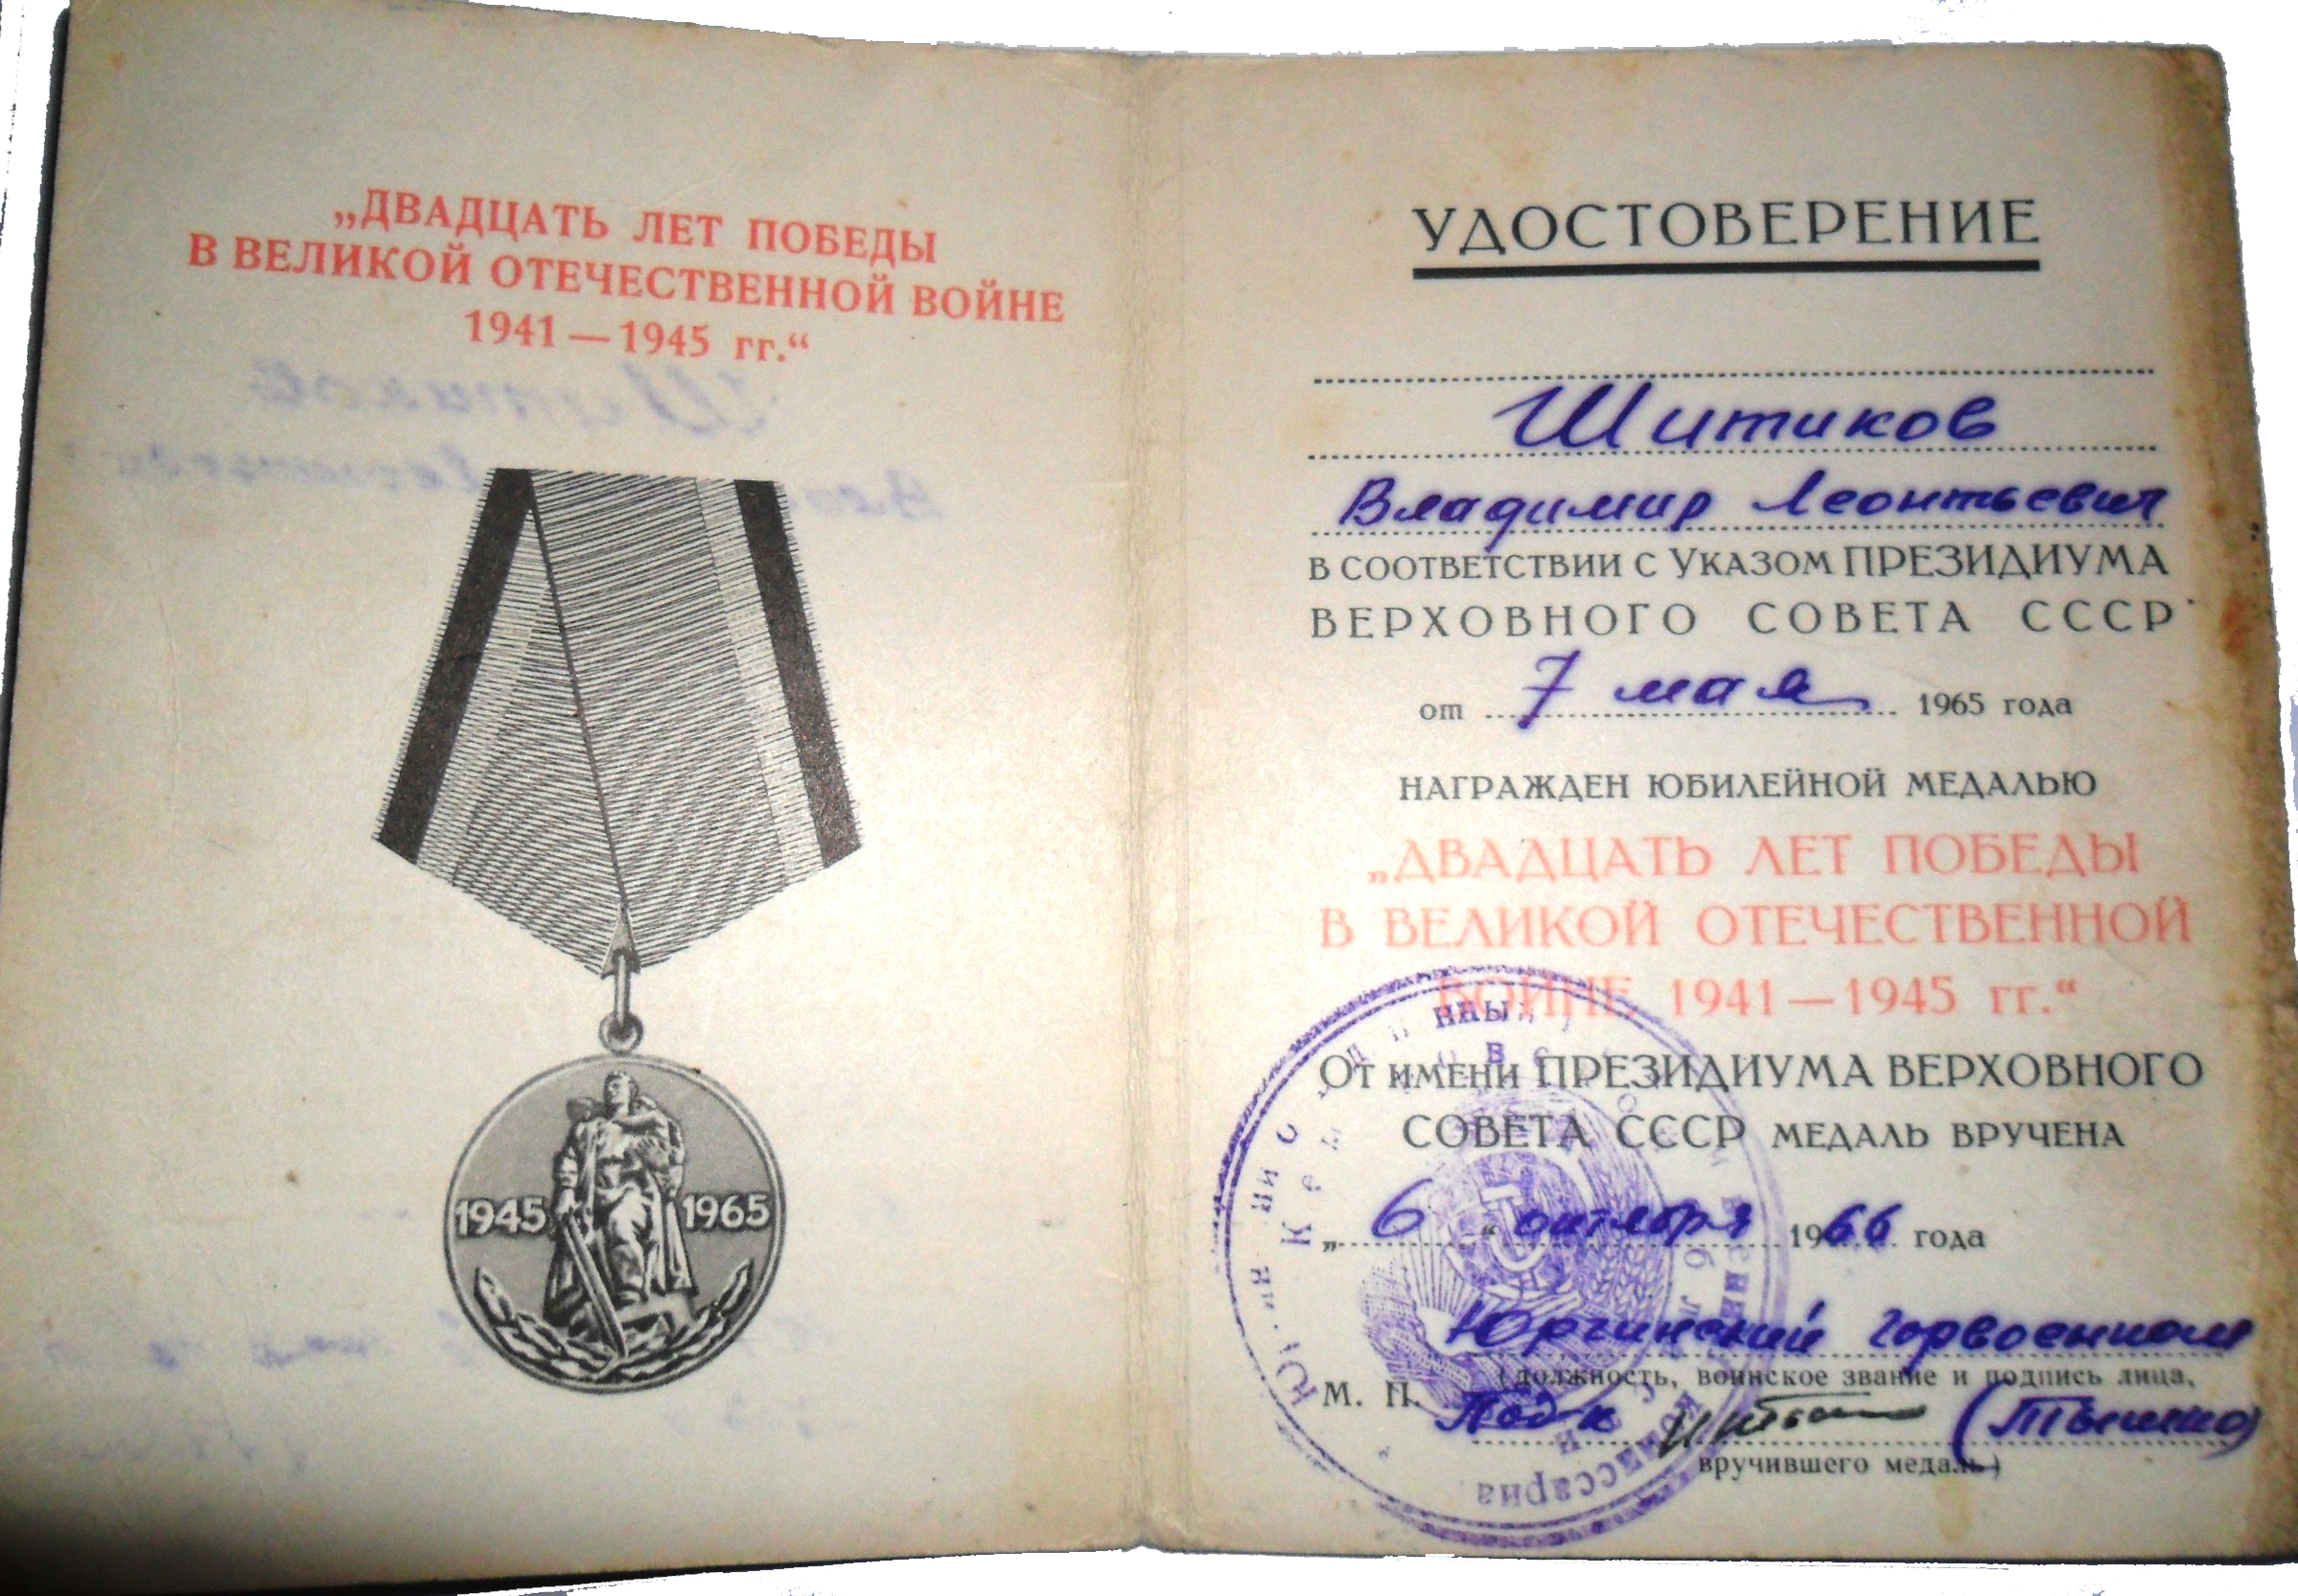 „ДВАДЦАТЬ ЛЕТ ПОБЕДЫ
В ВЕЛИКОЙ ОТЕЧЕСТВЕННОЙ ВОЙНЕ
1941—1945 гг.“
1945 1965
УДОСТОВЕРЕНИЕ
Шитиков
Владимир Леонтьевич
В СООТВЕТСТВИИ С УКАЗОМ ПРЕЗИДИУМА
ВЕРХОВНОГО СОВЕТА СССР
от 7 мая 1965 года
НАГРАЖДЕН ЮБИЛЕЙНОЙ МЕДАЛЬЮ
„ДВАДЦАТЬ ЛЕТ ПОБЕДЫ
В ВЕЛИКОЙ ОТЕЧЕСТВЕННОЙ
ВОЙНЕ 1941—1945 гг.“
ОТ ИМЕНИ ПРЕЗИДИУМА ВЕРХОВНОГО
СОВЕТА СССР МЕДАЛЬ ВРУЧЕНА
„6“ октября 1966 года
Юргинский горвоенком
(должность, воинское звание и подпись лица,
М. П. Подп-к
вручившего медаль)